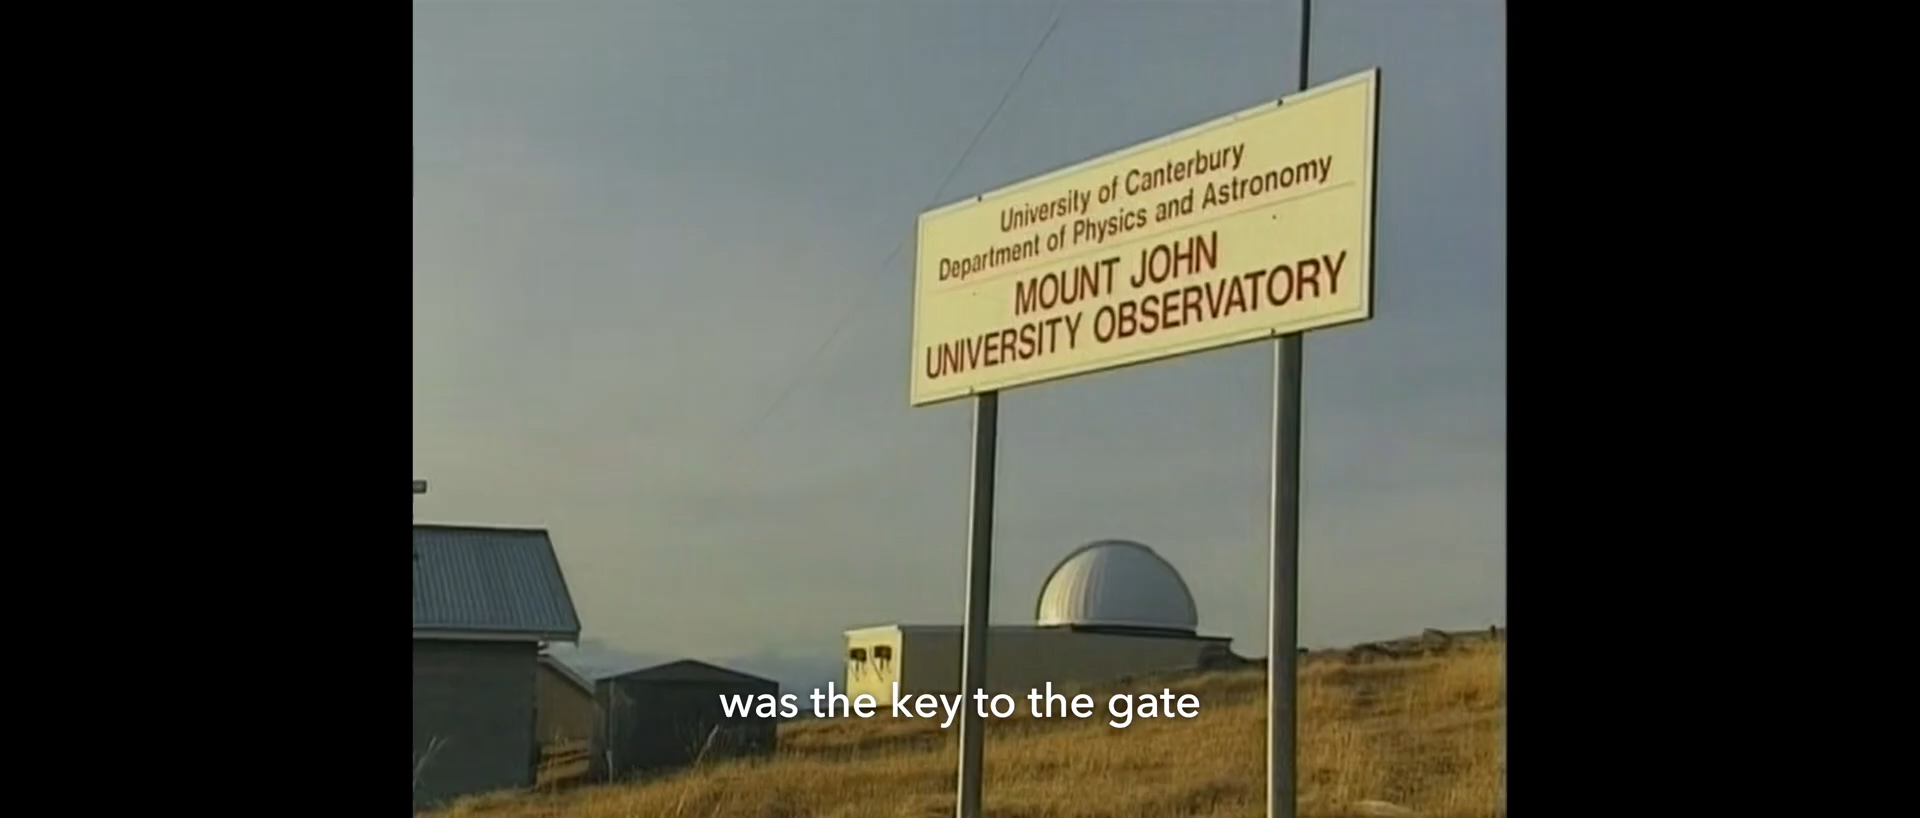 University of Canterbury
Department of Physics and Astronomy
MOUNT JOHN
UNIVERSITY OBSERVATORY
was the key to the gate